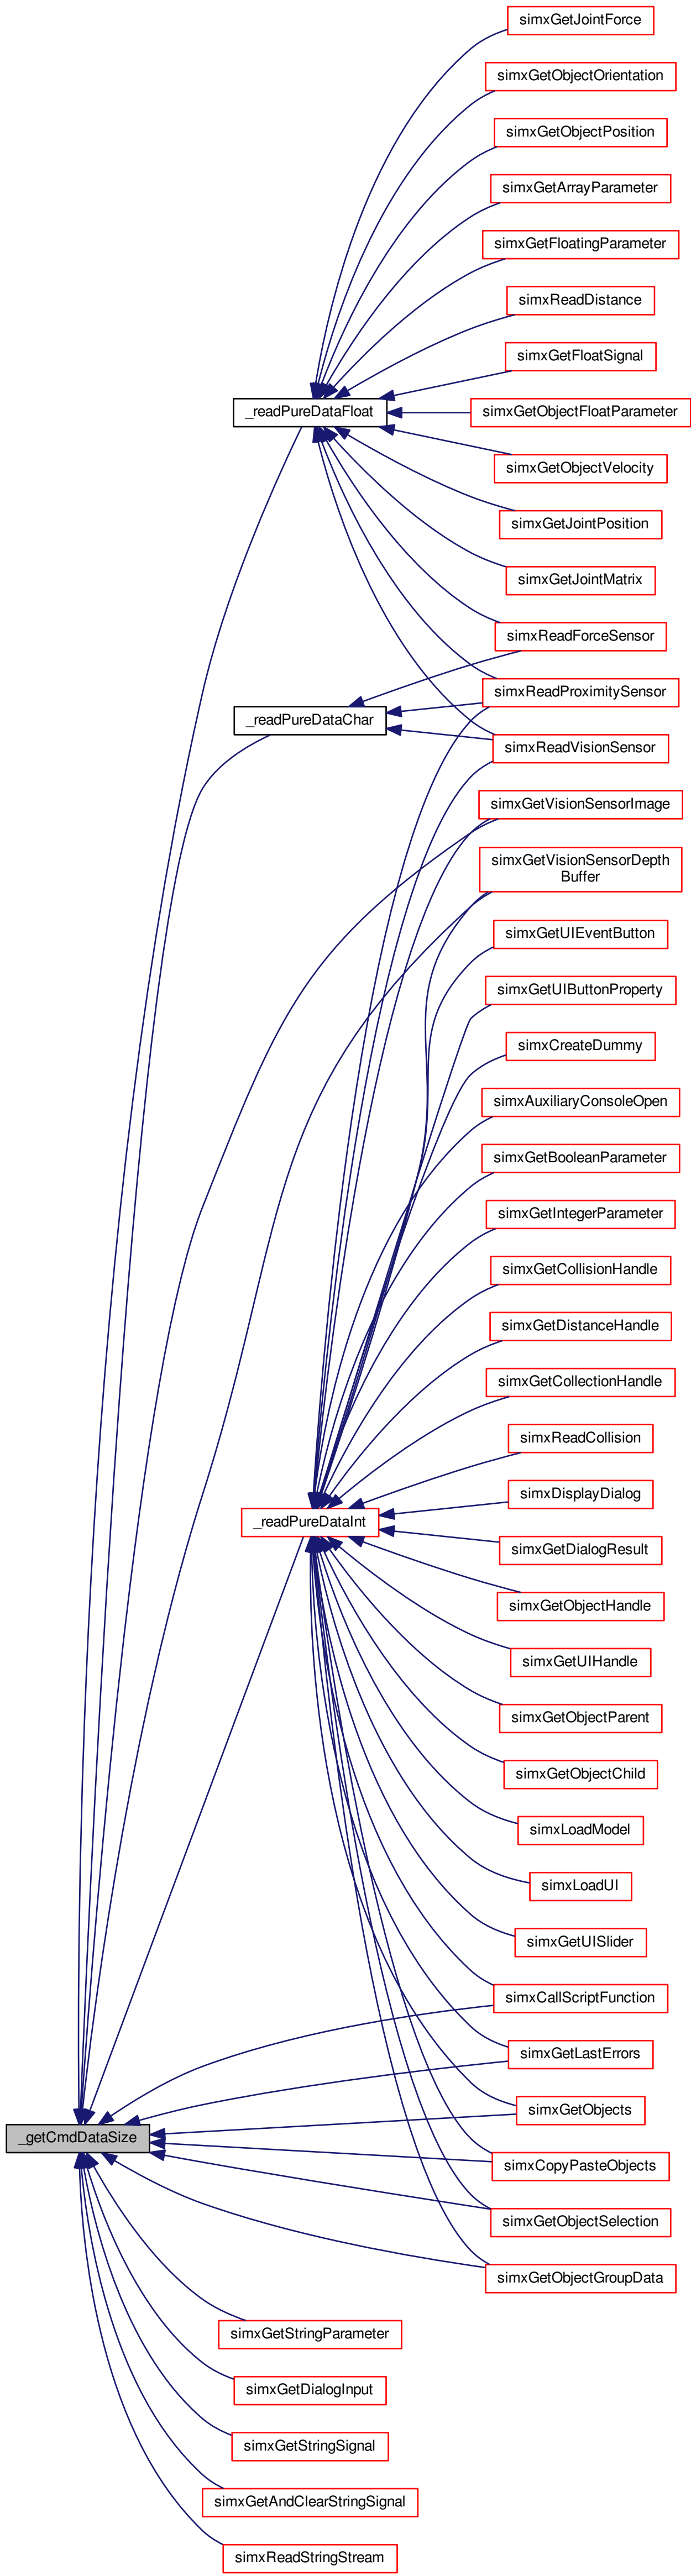 simxGetJointForce
simxGetObjectOrientation
simxGetObjectPosition
simxGetArrayParameter
simxGetFloatingParameter
simxReadDistance
simxGetFloatSignal
_readPureDataFloat
simxGetObjectFloatParameter
simxGetObjectVelocity
simxGetJointPosition
simxGetJointMatrix
simxReadForceSensor
simxReadProximitySensor
_readPureDataChar
simxReadVisionSensor
simxGetVisionSensorImage
simxGetVisionSensorDepth
Buffer
simxGetUIEventButton
simxGetUIButtonProperty
simxCreateDummy
simxAuxiliaryConsoleOpen
simxGetBooleanParameter
simxGetIntegerParameter
simxGetCollisionHandle
simxGetDistanceHandle
simxGetCollectionHandle
simxReadCollision
simxDisplayDialog
_readPureDataInt
simxGetDialogResult
simxGetObjectHandle
simxGetUIHandle
simxGetObjectParent
simxGetObjectChild
simxLoadModel
simxLoadUI
simxGetUISlider
simxCallScriptFunction
simxGetLastErrors
simxGetObjects
_getCmdDataSize
simxCopyPasteObjects
simxGetObjectSelection
simxGetObjectGroupData
simxGetStringParameter
simxGetDialogInput
simxGetStringSignal
simxGetAndClearStringSignal
simxReadStringStream